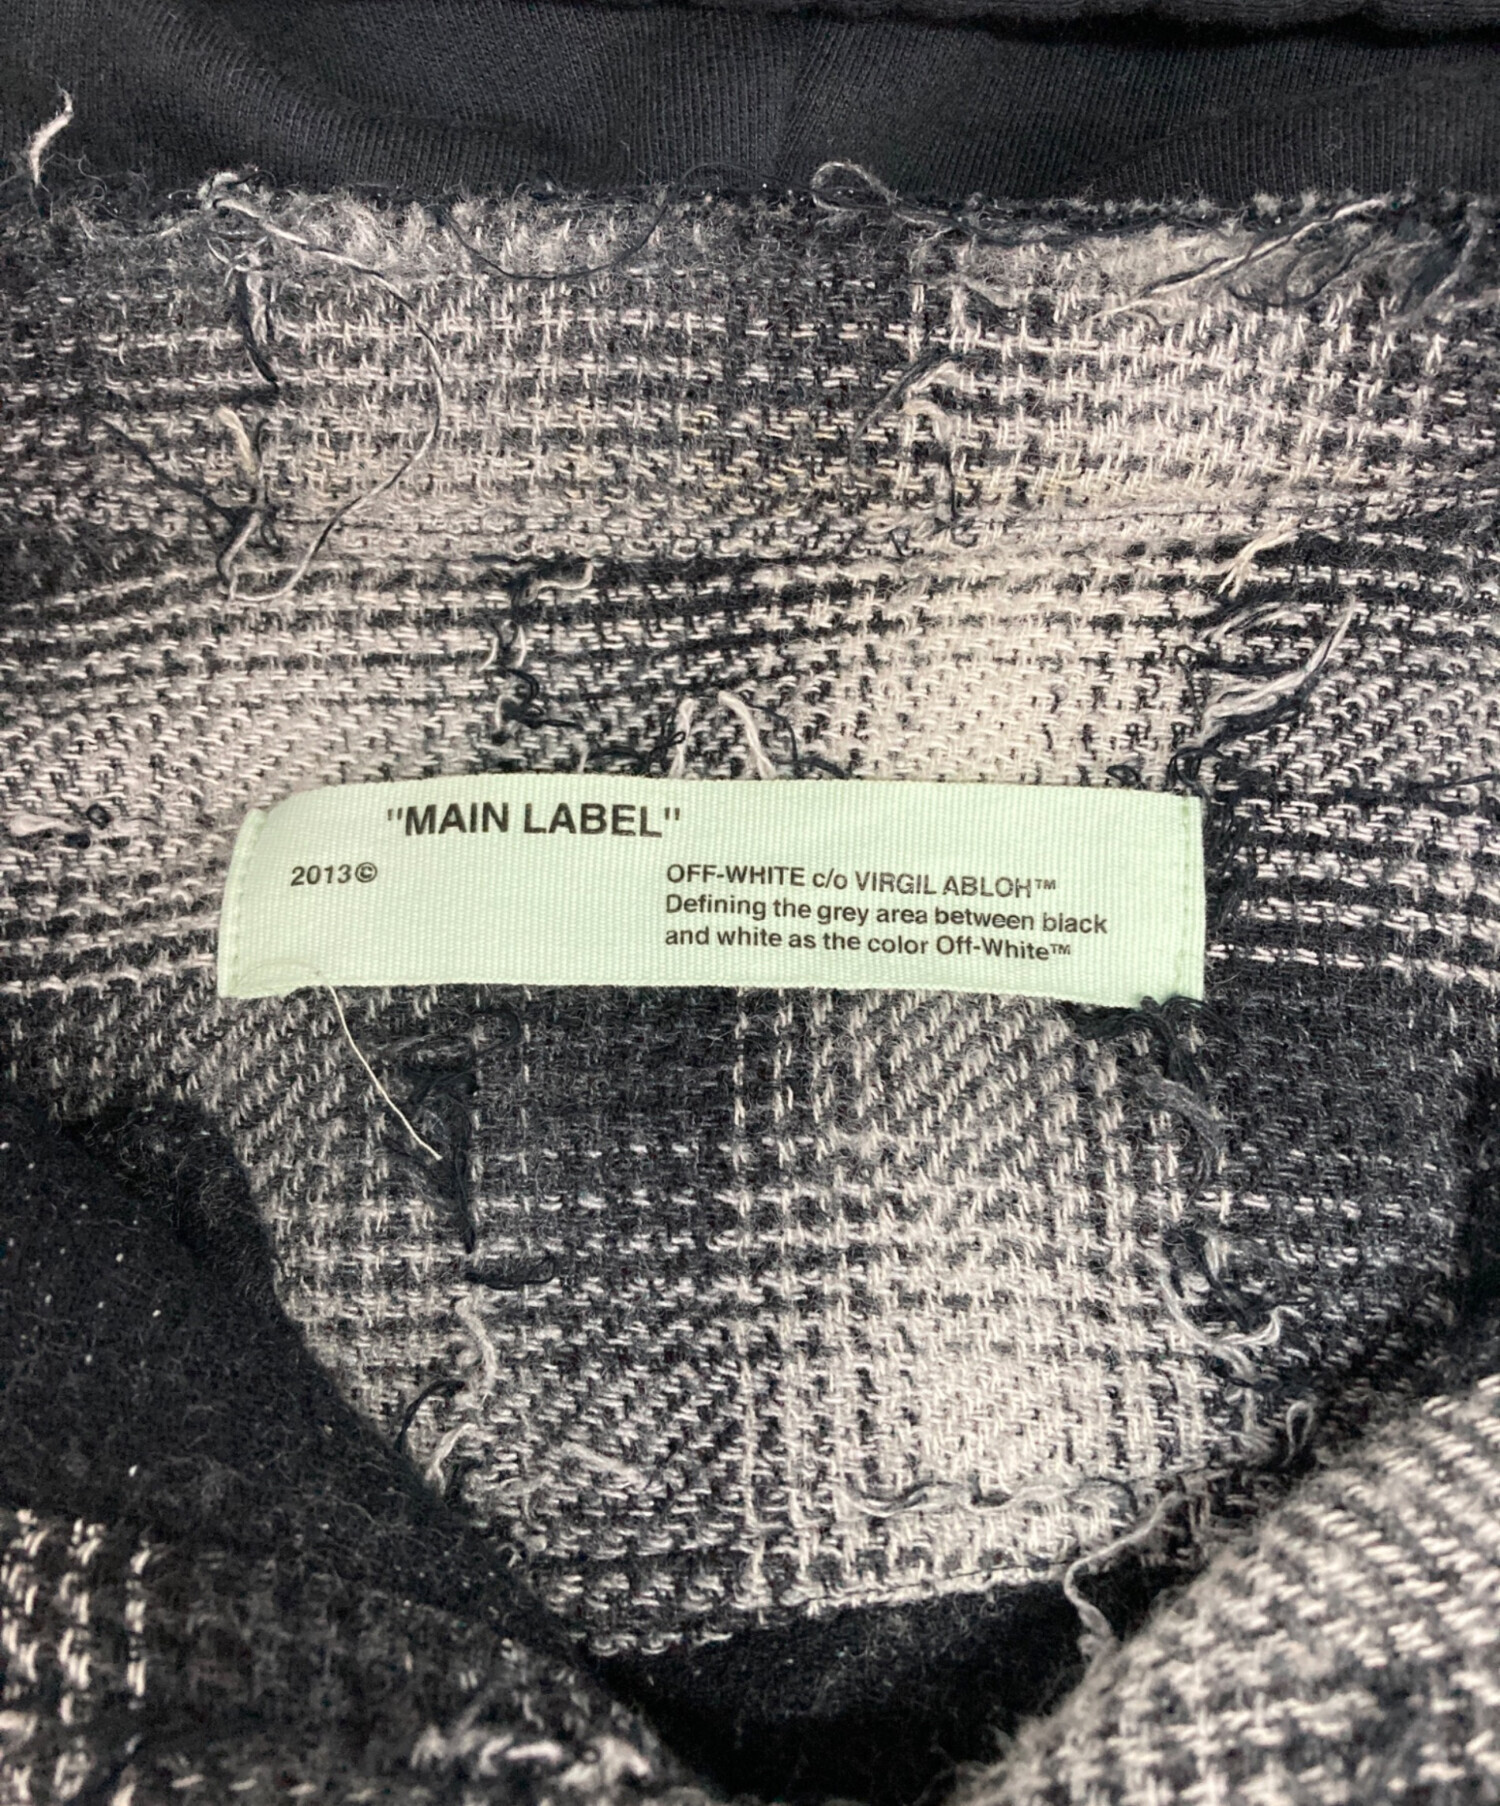 "MAIN LABEL"
2013©
OFF-WHITE c/o VIRGIL ABLOH™
Defining the grey area between black
and white as the color Off-White™